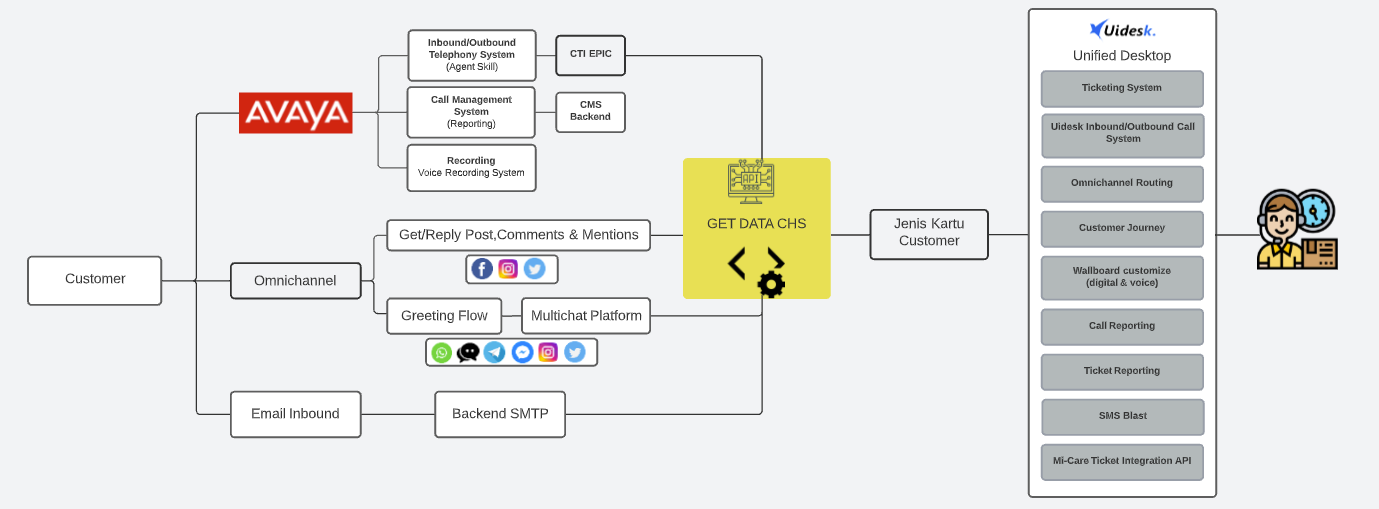 Customer
AVAYA
Inbound/Outbound
Telephony System
(Agent Skill)
CTI EPIC
Call Management
System
(Reporting)
CMS
Backend
Recording
Voice Recording System
Omnichannel
Get/Reply Post,Comments & Mentions
Greeting Flow
Multichat Platform
Email Inbound
Backend SMTP
API
GET DATA CHS
Jenis Kartu
Customer
Uidesk.
Unified Desktop
Ticketing System
Uidesk Inbound/Outbound Call
System
Omnichannel Routing
Customer Journey
Wallboard customize
(digital & voice)
Call Reporting
Ticket Reporting
SMS Blast
Mi-Care Ticket Integration API